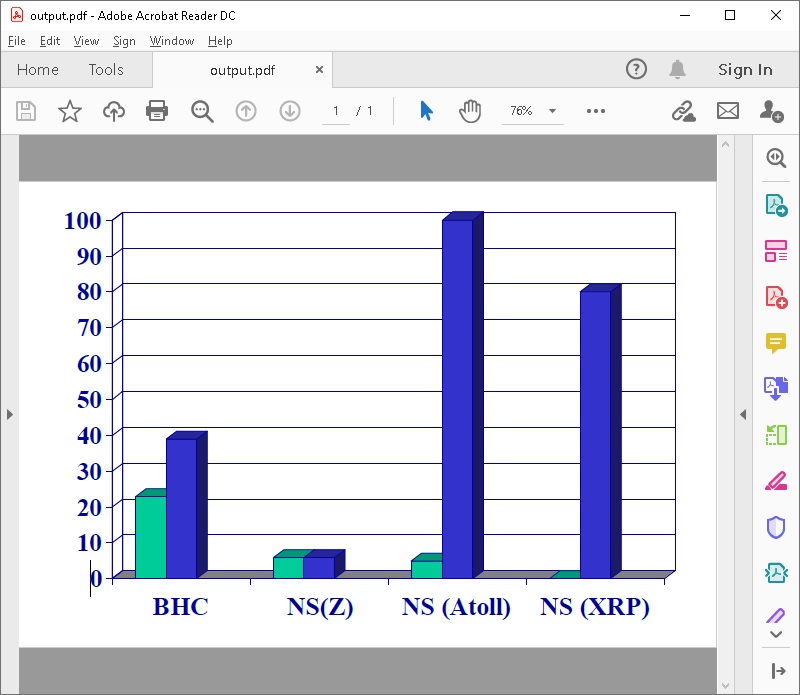 output.pdf - Adobe Acrobat Reader DC
File Edit View Sign Window Help
Home Tools output.pdf × ? Sign In
1 / 1 76%
100
90
80
70
60
50
40
30
20
10
0
BHC NS(Z) NS (Atoll) NS (XRP)